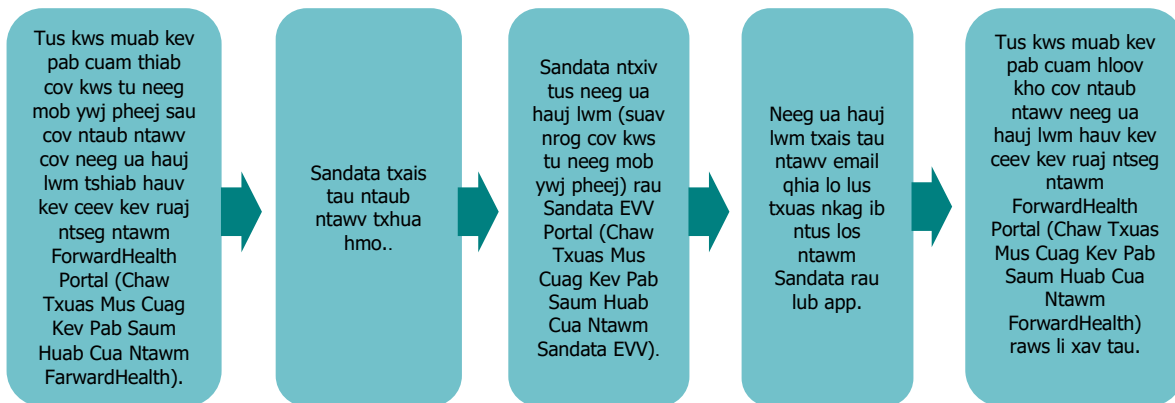 Tus kws muab kev
pab cuam thiab
cov kws tu neeg
mob ywj pheej sau
cov ntaub ntawv
cov neeg ua hauj
lwm tshiab hauv
kev ceev kev ruaj
ntseg ntawm
ForwardHealth
Portal (Chaw
Txuas Mus Cuag
Kev Pab Saum
Huab Cua Ntawm
FarwardHealth).
Sandata txais
tau ntaub
ntawv txhua
hmo..
Sandata ntxiv
tus neeg ua
hauj lwm (suav
nrog cov kws
tu neeg mob
ywj pheej) rau
Sandata EVV
Portal (Chaw
Txuas Mus
Cuag Kev Pab
Saum Huab
Cua Ntawm
Sandata EVV).
Neeg ua hauj
lwm txais tau
ntawv email
qhia lo lus
txuas nkag ib
ntus los
ntawm
Sandata rau
lub app.
Tus kws muab kev
pab cuam hloov
kho cov ntaub
ntawv neeg ua
hauj lwm hauv kev
ceev kev ruaj ntseg
ntawm
ForwardHealth
Portal (Chaw Txuas
Mus Cuag Kev Pab
Saum Huab Cua
Ntawm
ForwardHealth)
raws li xav tau.